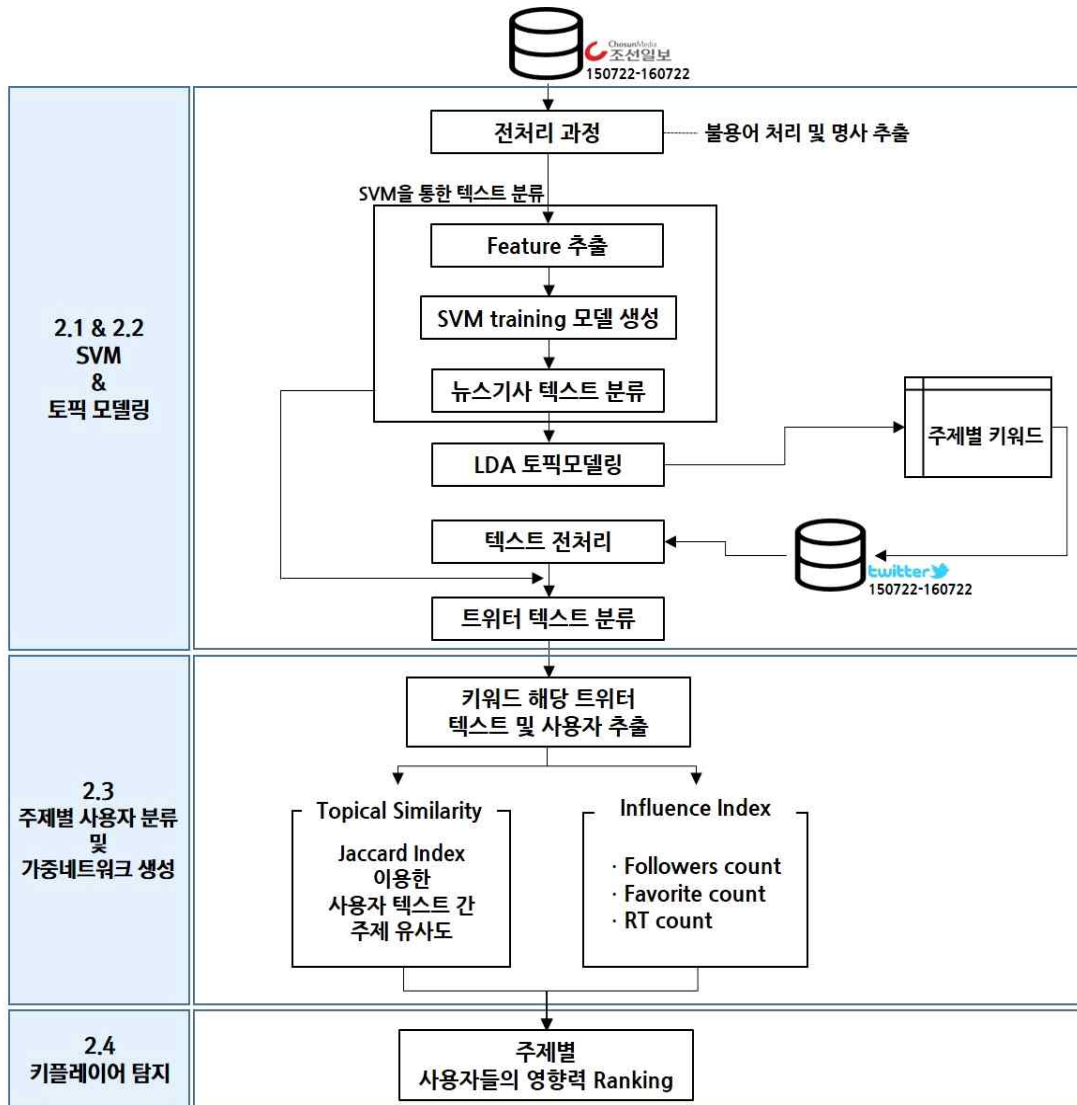 ChosunMedia
조선일보
150722-160722
전처리 과정
불용어 처리 및 명사 추출
SVM을 통한 텍스트 분류
Feature 추출
SVM training 모델 생성
뉴스기사 텍스트 분류
LDA 토픽모델링
주제별 키워드
텍스트 전처리
twitter
150722-160722
트위터 텍스트 분류
2.1 & 2.2
SVM
&
토픽 모델링
키워드 해당 트위터
텍스트 및 사용자 추출
2.3
주제별 사용자 분류
및
가중네트워크 생성
Topical Similarity
Jaccard Index
이용한
사용자 텍스트 간
주제 유사도
Influence Index
· Followers count
· Favorite count
· RT count
2.4
키플레이어 탐지
주제별
사용자들의 영향력 Ranking